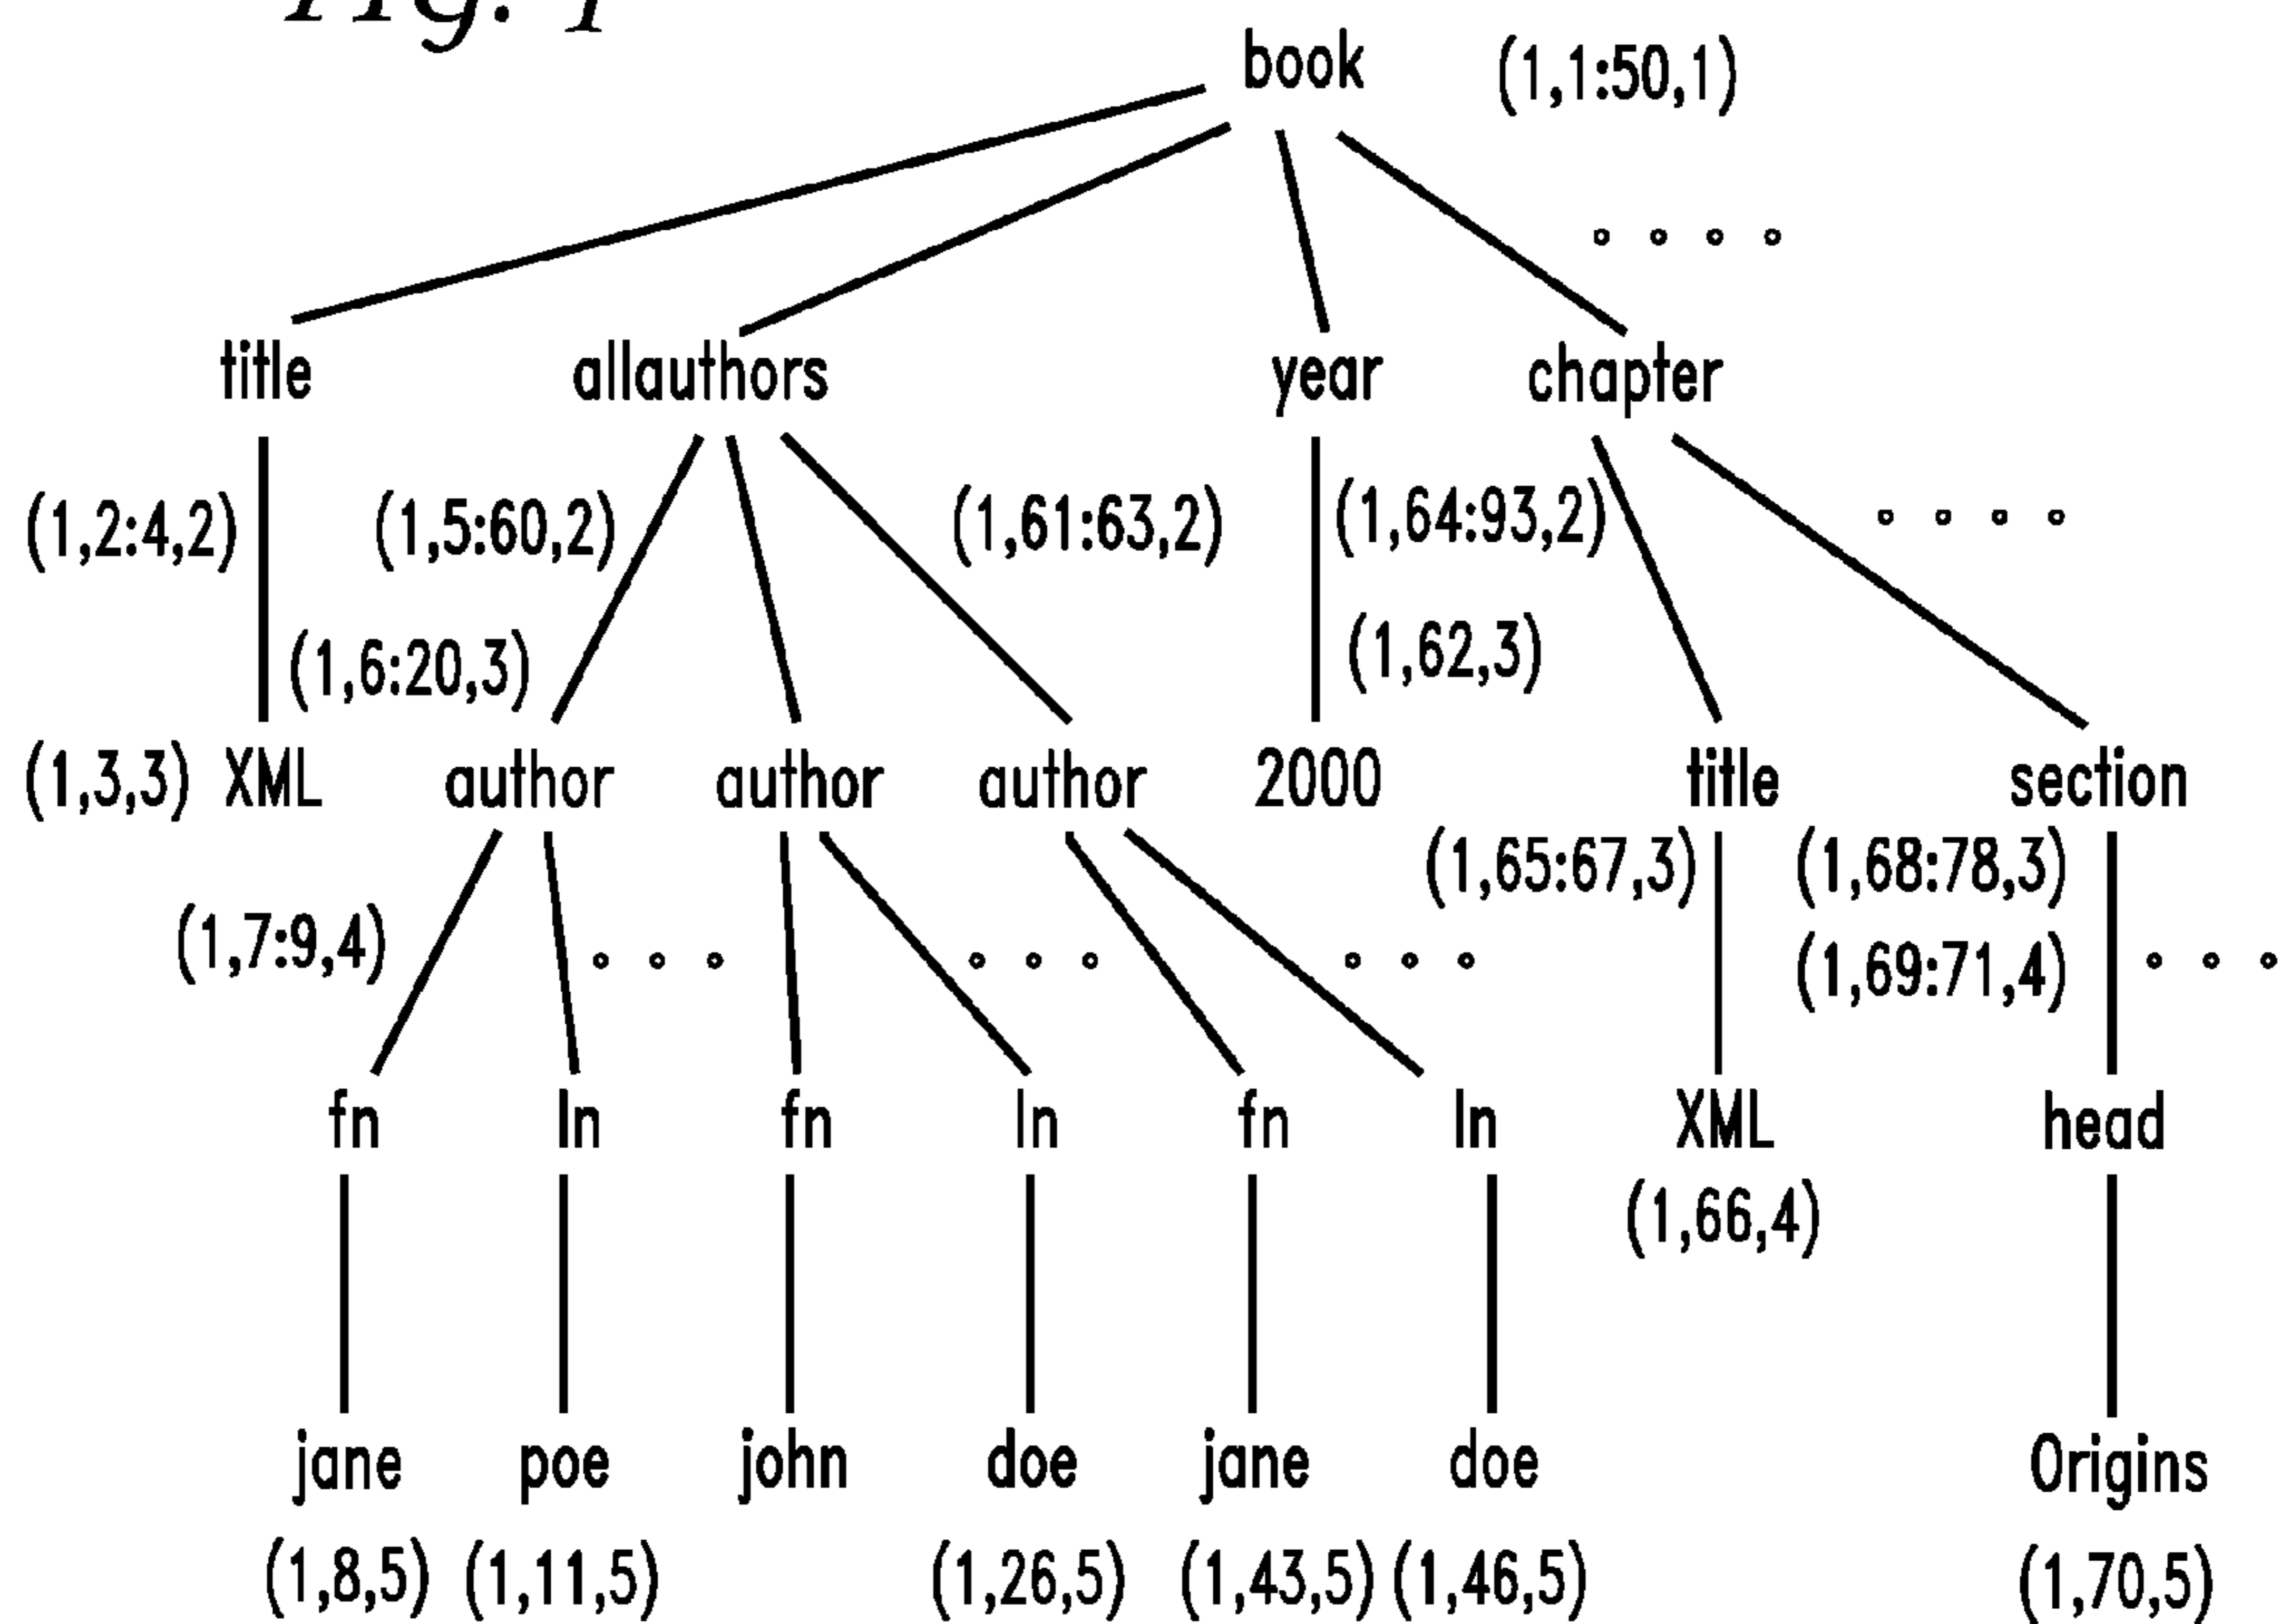 Fig. 1
book (1,1:50,1)
title allauthors year chapter
(1,2:4,2) (1,5:60,2) (1,61:63,2) (1,64:93,2)
(1,6:20,3) (1,62,3)
(1,3,3) XML author author author 2000 title section
(1,65:67,3) (1,68:78,3)
(1,7:9,4) (1,69:71,4)
fn ln fn ln fn ln XML head
(1,66,4)
jane poe john doe jane doe Origins
(1,8,5) (1,11,5) (1,26,5) (1,43,5) (1,46,5) (1,70,5)